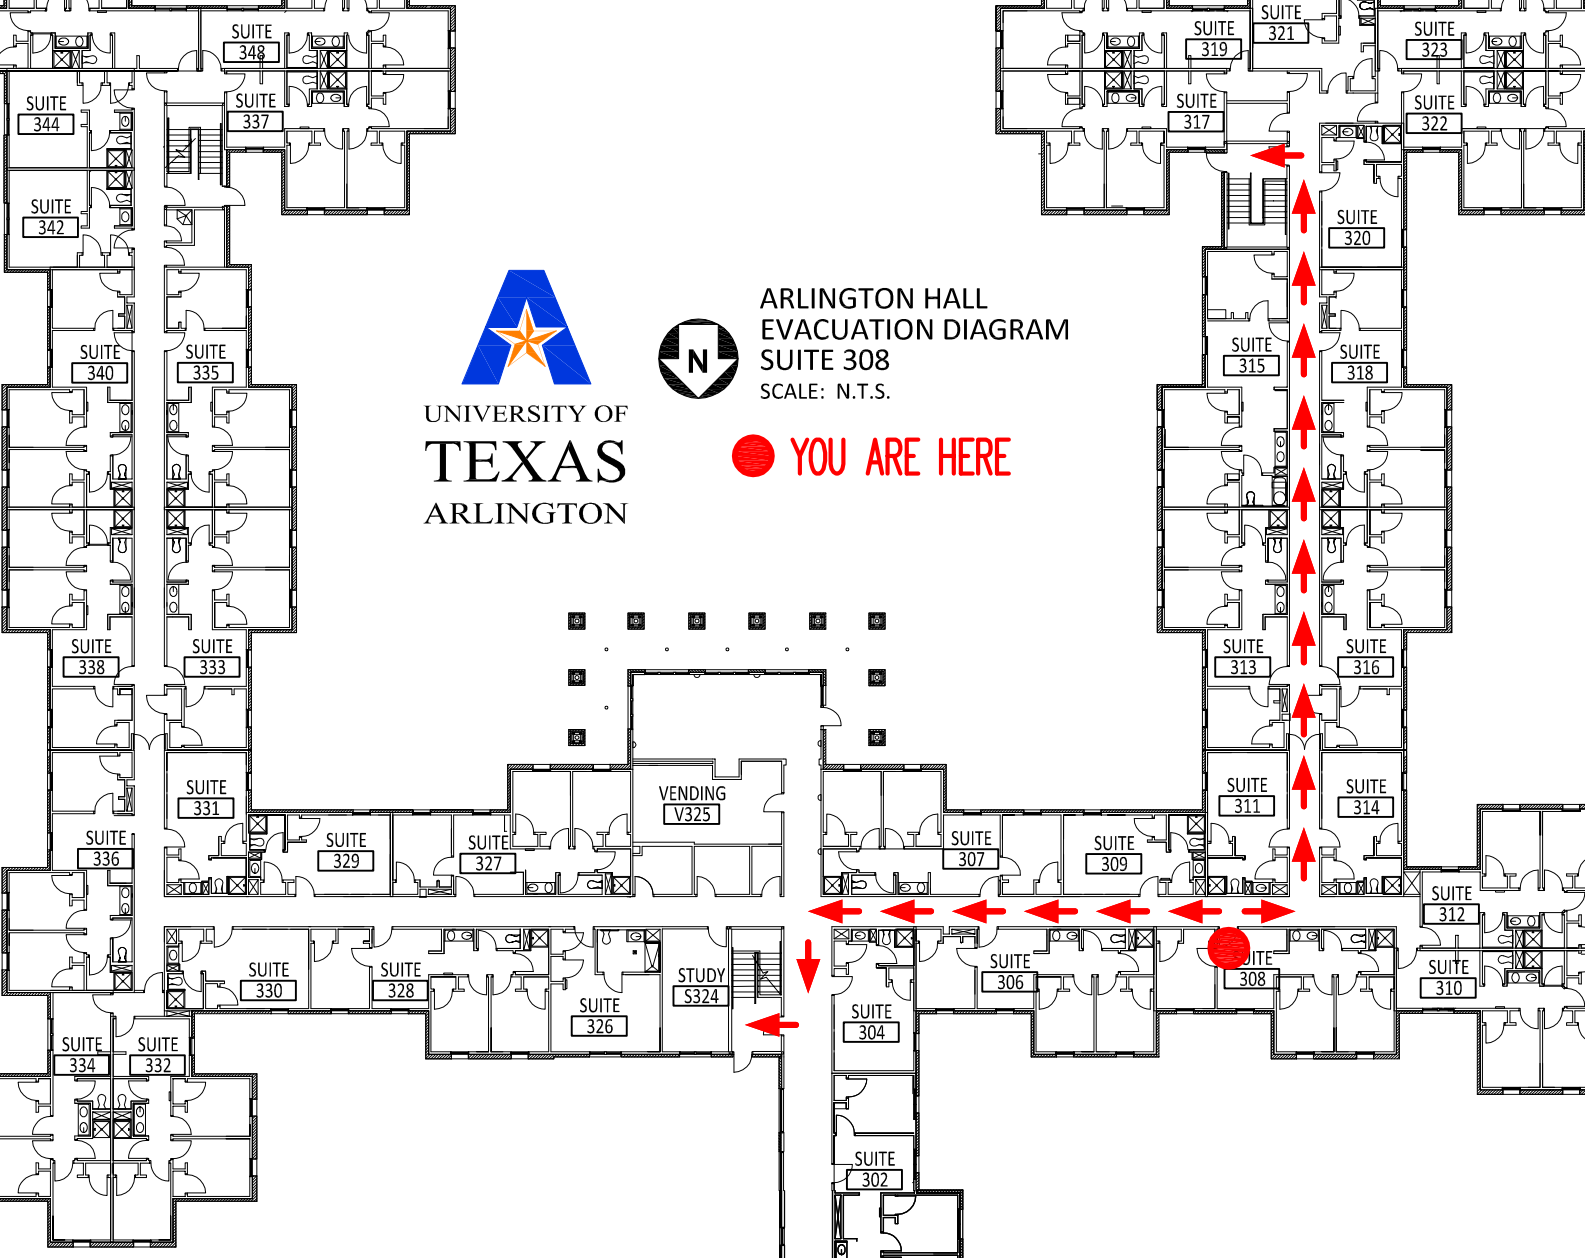 SUITE
348
SUITE
319
SUITE
321
SUITE
323
SUITE
344
SUITE
337
SUITE
317
SUITE
322
SUITE
342
SUITE
320
ARLINGTON HALL
EVACUATION DIAGRAM
SUITE 308
SCALE: N.T.S.
N
YOU ARE HERE
UNIVERSITY OF
TEXAS
ARLINGTON
SUITE
340
SUITE
335
SUITE
315
SUITE
318
SUITE
338
SUITE
333
SUITE
313
SUITE
316
SUITE
331
VENDING
V325
SUITE
311
SUITE
314
SUITE
336
SUITE
329
SUITE
327
SUITE
307
SUITE
309
SUITE
312
SUITE
330
SUITE
328
SUITE
326
STUDY
S324
SUITE
304
SUITE
306
SUITE
308
SUITE
310
SUITE
334
SUITE
332
SUITE
302